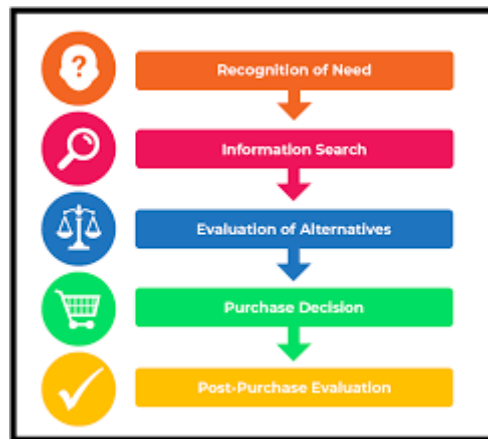 ?
Recognition of Need
Information Search
Evaluation of Alternatives
Purchase Decision
Post-Purchase Evaluation